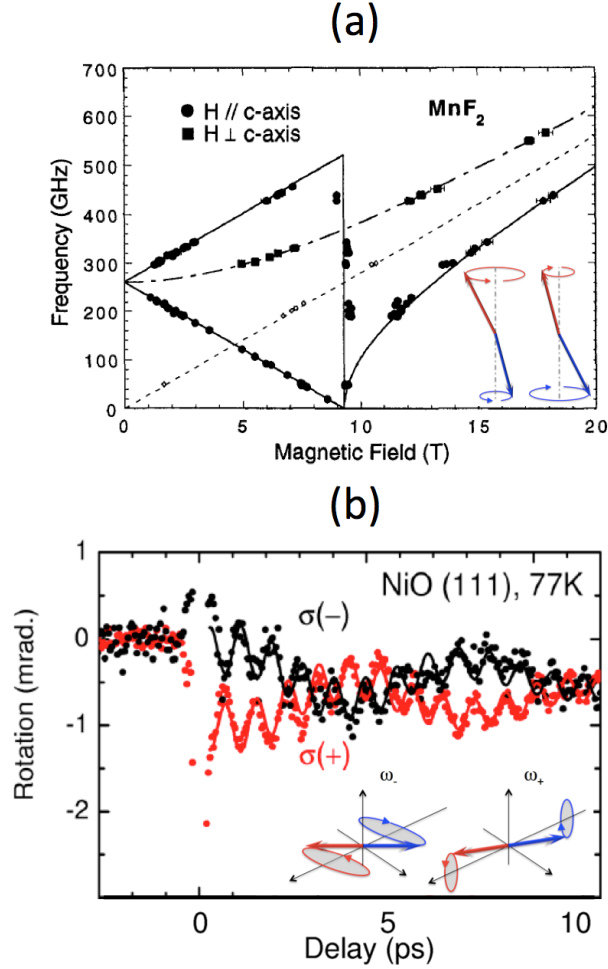 (a)
700
600
500
400
300
200
100
0
Frequency (GHz)
H // c-axis
H ⊥ c-axis
MnF₂
0
5
10
15
20
Magnetic Field (T)
(b)
1
0
-1
-2
Rotation (mrad.)
NiO (111), 77K
σ(−)
σ(+)
ω₋
ω₊
0
5
10
Delay (ps)